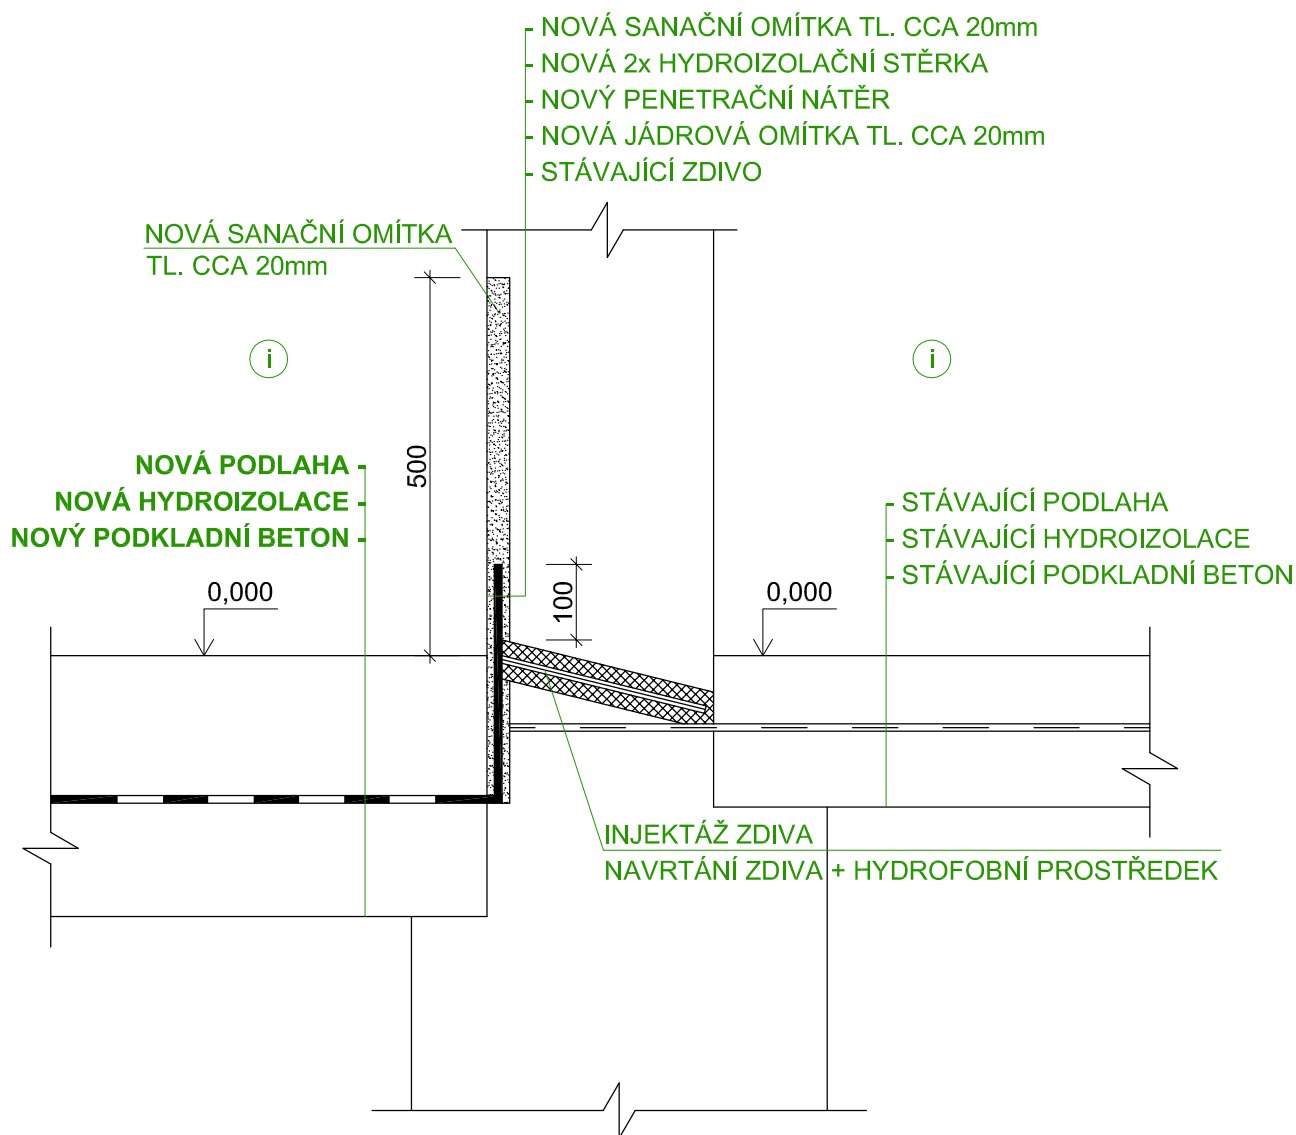 NOVÁ SANAČNÍ OMÍTKA TL. CCA 20mm
NOVÁ 2x HYDROIZOLAČNÍ STĚRKA
NOVÝ PENETRAČNÍ NÁTĚR
NOVÁ JÁDROVÁ OMÍTKA TL. CCA 20mm
STÁVAJÍCÍ ZDIVO
NOVÁ SANAČNÍ OMÍTKA
TL. CCA 20mm
i
i
500
NOVÁ PODLAHA
NOVÁ HYDROIZOLACE
NOVÝ PODKLADNÍ BETON
STÁVAJÍCÍ PODLAHA
STÁVAJÍCÍ HYDROIZOLACE
STÁVAJÍCÍ PODKLADNÍ BETON
0,000
100
0,000
INJEKTÁŽ ZDIVA
NAVRTÁNÍ ZDIVA + HYDROFOBNÍ PROSTŘEDEK